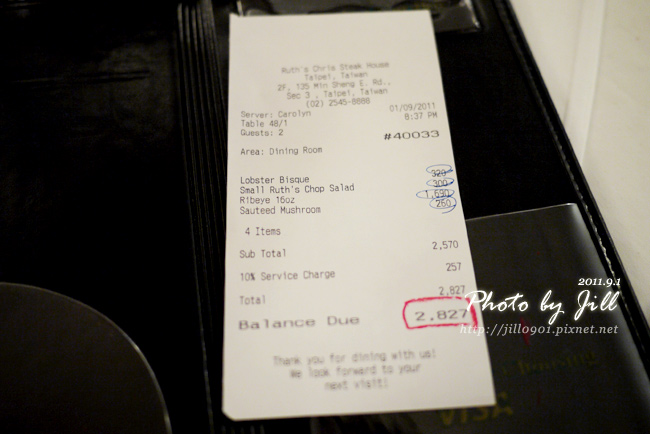 Ruth's Chris Steak House
Taipei, Taiwan
2F, 135 Min Sheng E. Rd.,
Sec 3 , Taipei, Taiwan
(02) 2545-8888
Server: Carolyn 01/09/2011
Table 48/1 8:37 PM
Guests: 2 #40033
Area: Dining Room
Lobster Bisque 320
Small Ruth's Chop Salad 300
Ribeye 16oz 1,690
Sauteed Mushroom 260
4 Items
Sub Total 2,570
10% Service Charge 257
Total 2,827
Balance Due 2,827
Thank you for dining with us!
We look forward to your
next visit!
2011.9.1
Photo by Jill
http://jill0901.pixnet.net
VISA